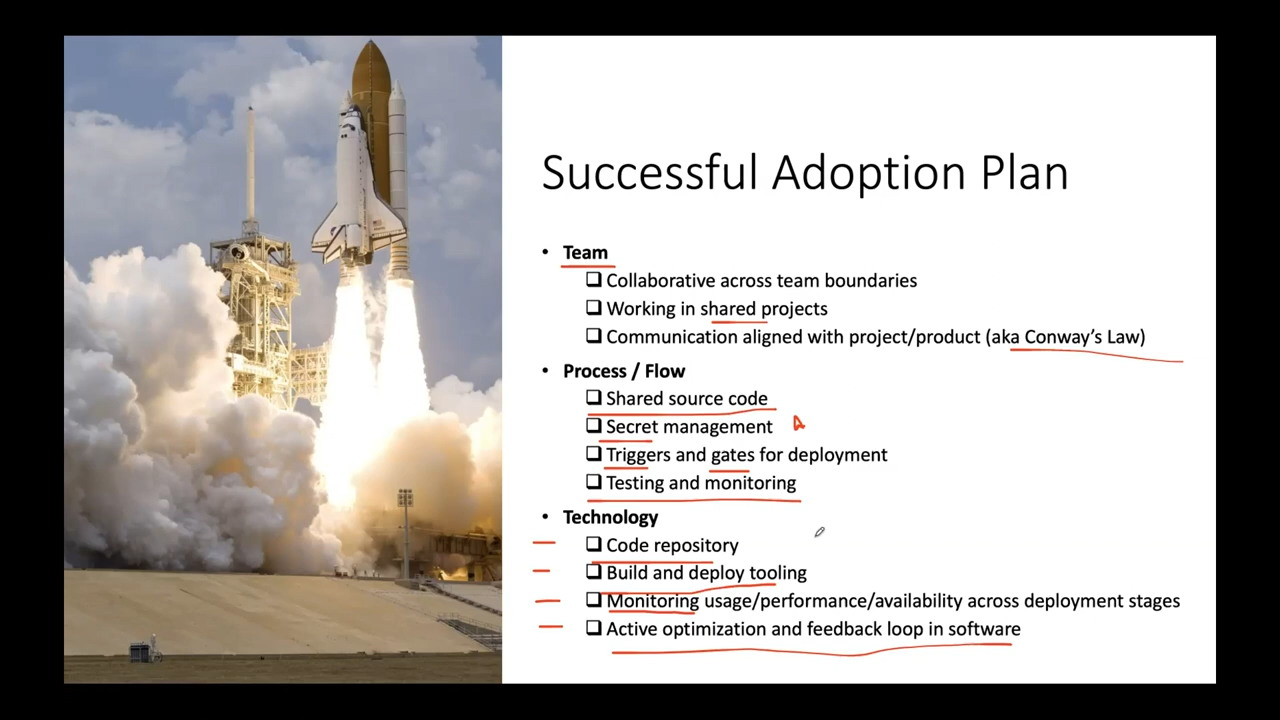 Successful Adoption Plan
• Team
❑ Collaborative across team boundaries
❑ Working in shared projects
❑ Communication aligned with project/product (aka Conway's Law)
• Process / Flow
❑ Shared source code
❑ Secret management
❑ Triggers and gates for deployment
❑ Testing and monitoring
• Technology
❑ Code repository
❑ Build and deploy tooling
❑ Monitoring usage/performance/availability across deployment stages
❑ Active optimization and feedback loop in software